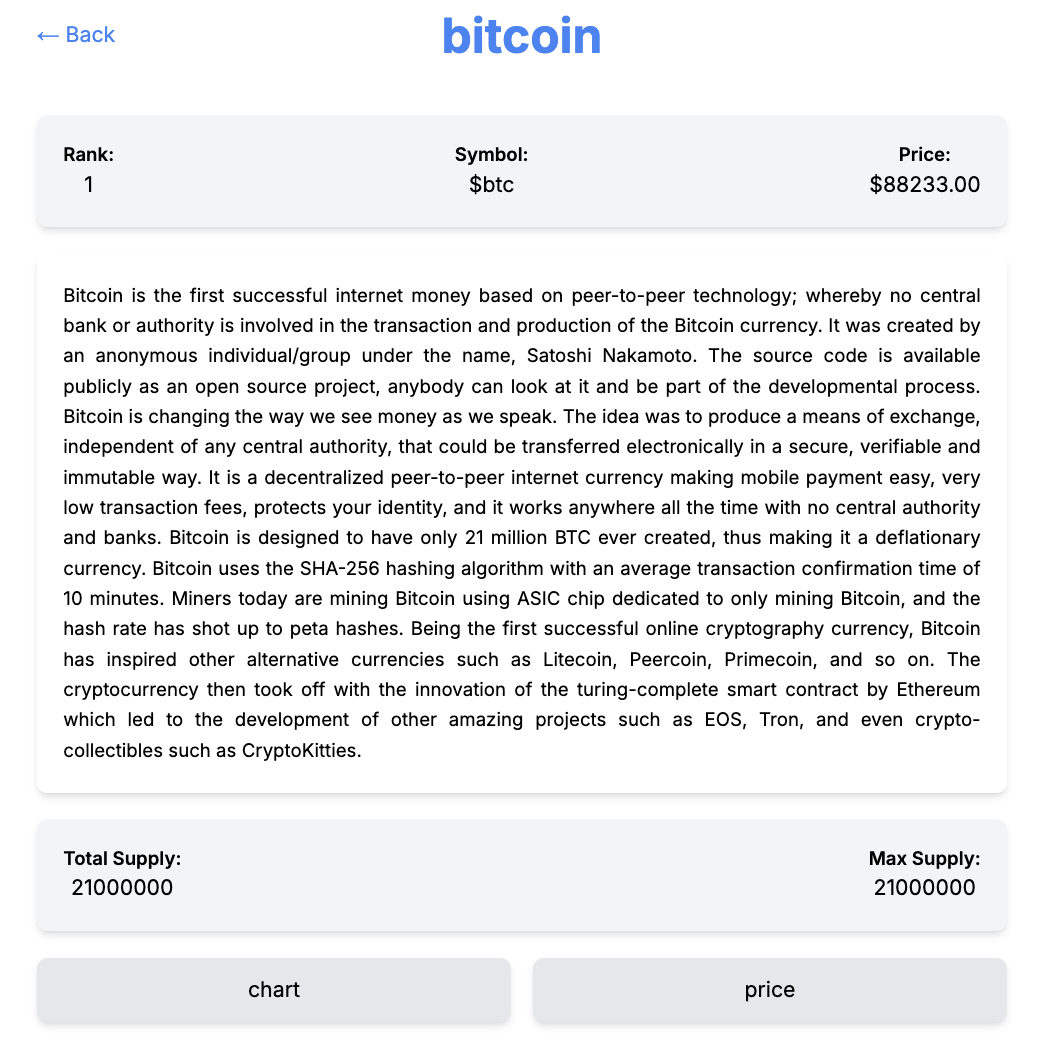 ← Back
bitcoin
Rank:
1
Symbol:
$btc
Price:
$88233.00
Bitcoin is the first successful internet money based on peer-to-peer technology; whereby no central
bank or authority is involved in the transaction and production of the Bitcoin currency. It was created by
an anonymous individual/group under the name, Satoshi Nakamoto. The source code is available
publicly as an open source project, anybody can look at it and be part of the developmental process.
Bitcoin is changing the way we see money as we speak. The idea was to produce a means of exchange,
independent of any central authority, that could be transferred electronically in a secure, verifiable and
immutable way. It is a decentralized peer-to-peer internet currency making mobile payment easy, very
low transaction fees, protects your identity, and it works anywhere all the time with no central authority
and banks. Bitcoin is designed to have only 21 million BTC ever created, thus making it a deflationary
currency. Bitcoin uses the SHA-256 hashing algorithm with an average transaction confirmation time of
10 minutes. Miners today are mining Bitcoin using ASIC chip dedicated to only mining Bitcoin, and the
hash rate has shot up to peta hashes. Being the first successful online cryptography currency, Bitcoin
has inspired other alternative currencies such as Litecoin, Peercoin, Primecoin, and so on. The
cryptocurrency then took off with the innovation of the turing-complete smart contract by Ethereum
which led to the development of other amazing projects such as EOS, Tron, and even crypto-
collectibles such as CryptoKitties.
Total Supply:
21000000
Max Supply:
21000000
chart
price